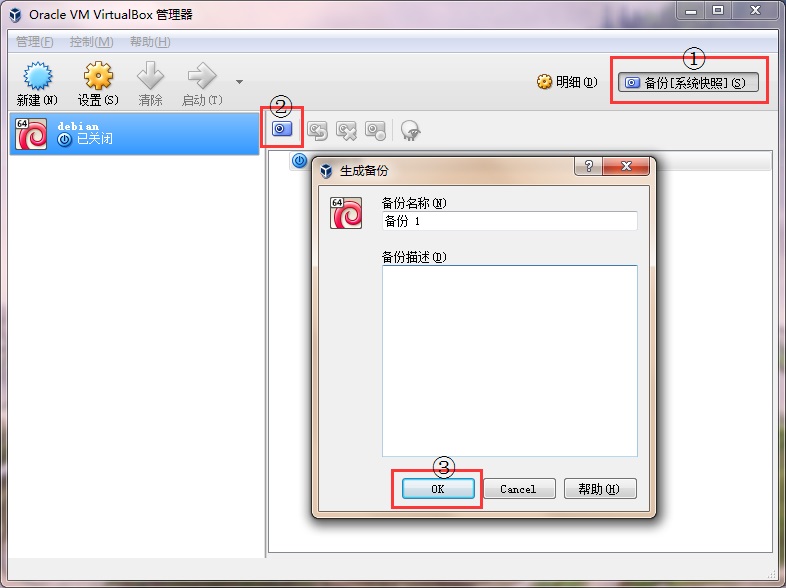 Oracle VM VirtualBox 管理器
管理(F) 控制(M) 帮助(H)
新建(N) 设置(S) 清除 启动(T)
明细(D)
①
备份[系统快照](S)
②
64
debian
已关闭
生成备份
?
64
备份名称(N)
备份 1
备份描述(D)
③
OK Cancel 帮助(H)